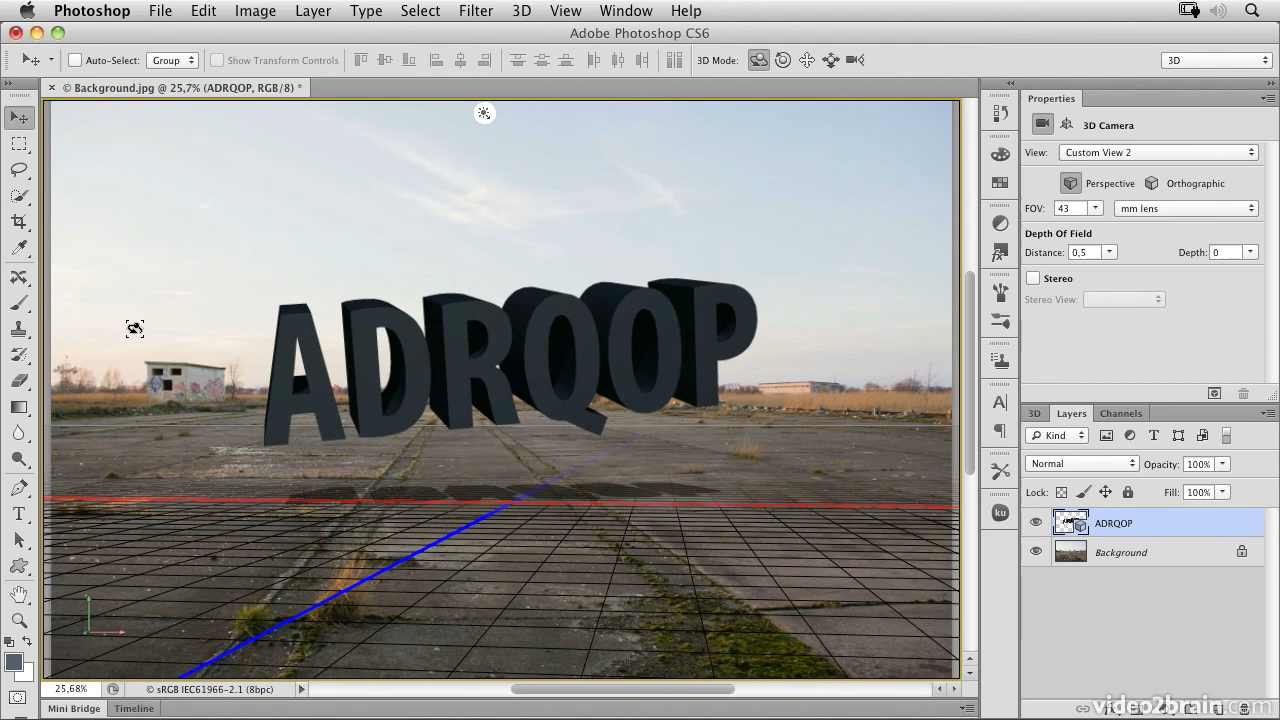 Photoshop File Edit Image Layer Type Select Filter 3D View Window Help
Adobe Photoshop CS6
Auto-Select: Group Show Transform Controls 3D Mode: 3D
× © Background.jpg @ 25,7% (ADRQOP, RGB/8) *
Properties
3D Camera
View: Custom View 2
Perspective Orthographic
FOV: 43 mm lens
Depth Of Field
Distance: 0,5 Depth: 0
Stereo
Stereo View:
ADRQOP
3D Layers Channels
Kind
Normal Opacity: 100%
Lock: Fill: 100%
ku
ADRQOP
Background
25,68% © sRGB IEC61966-2.1 (8bpc)
Mini Bridge Timeline
video2brain.com